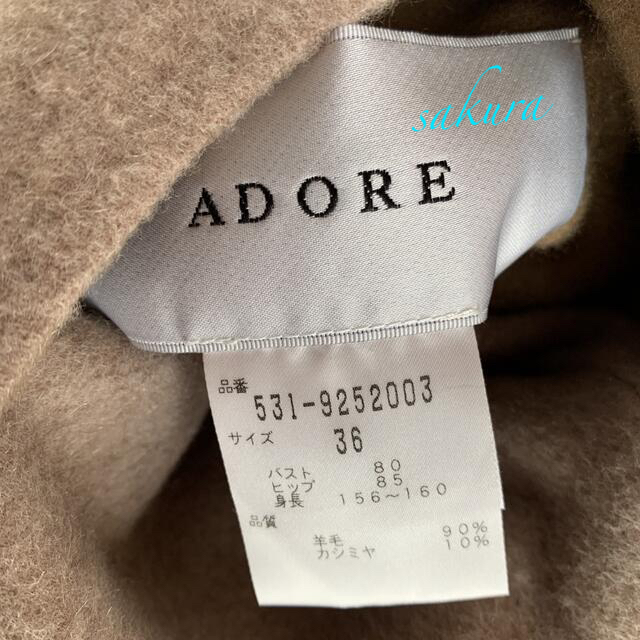 sakura
ADORE
品番
531-9252003
サイズ 36
バスト 80
ヒップ 85
身長 156～160
品質
羊毛 90%
カシミヤ 10%